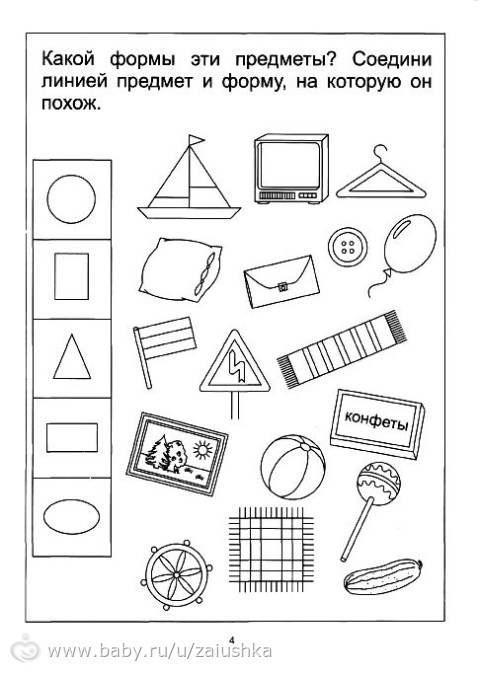 Какой формы эти предметы? Соедини
линией предмет и форму, на которую он
похож.
конфеты
4
www.baby.ru/u/zaiushka